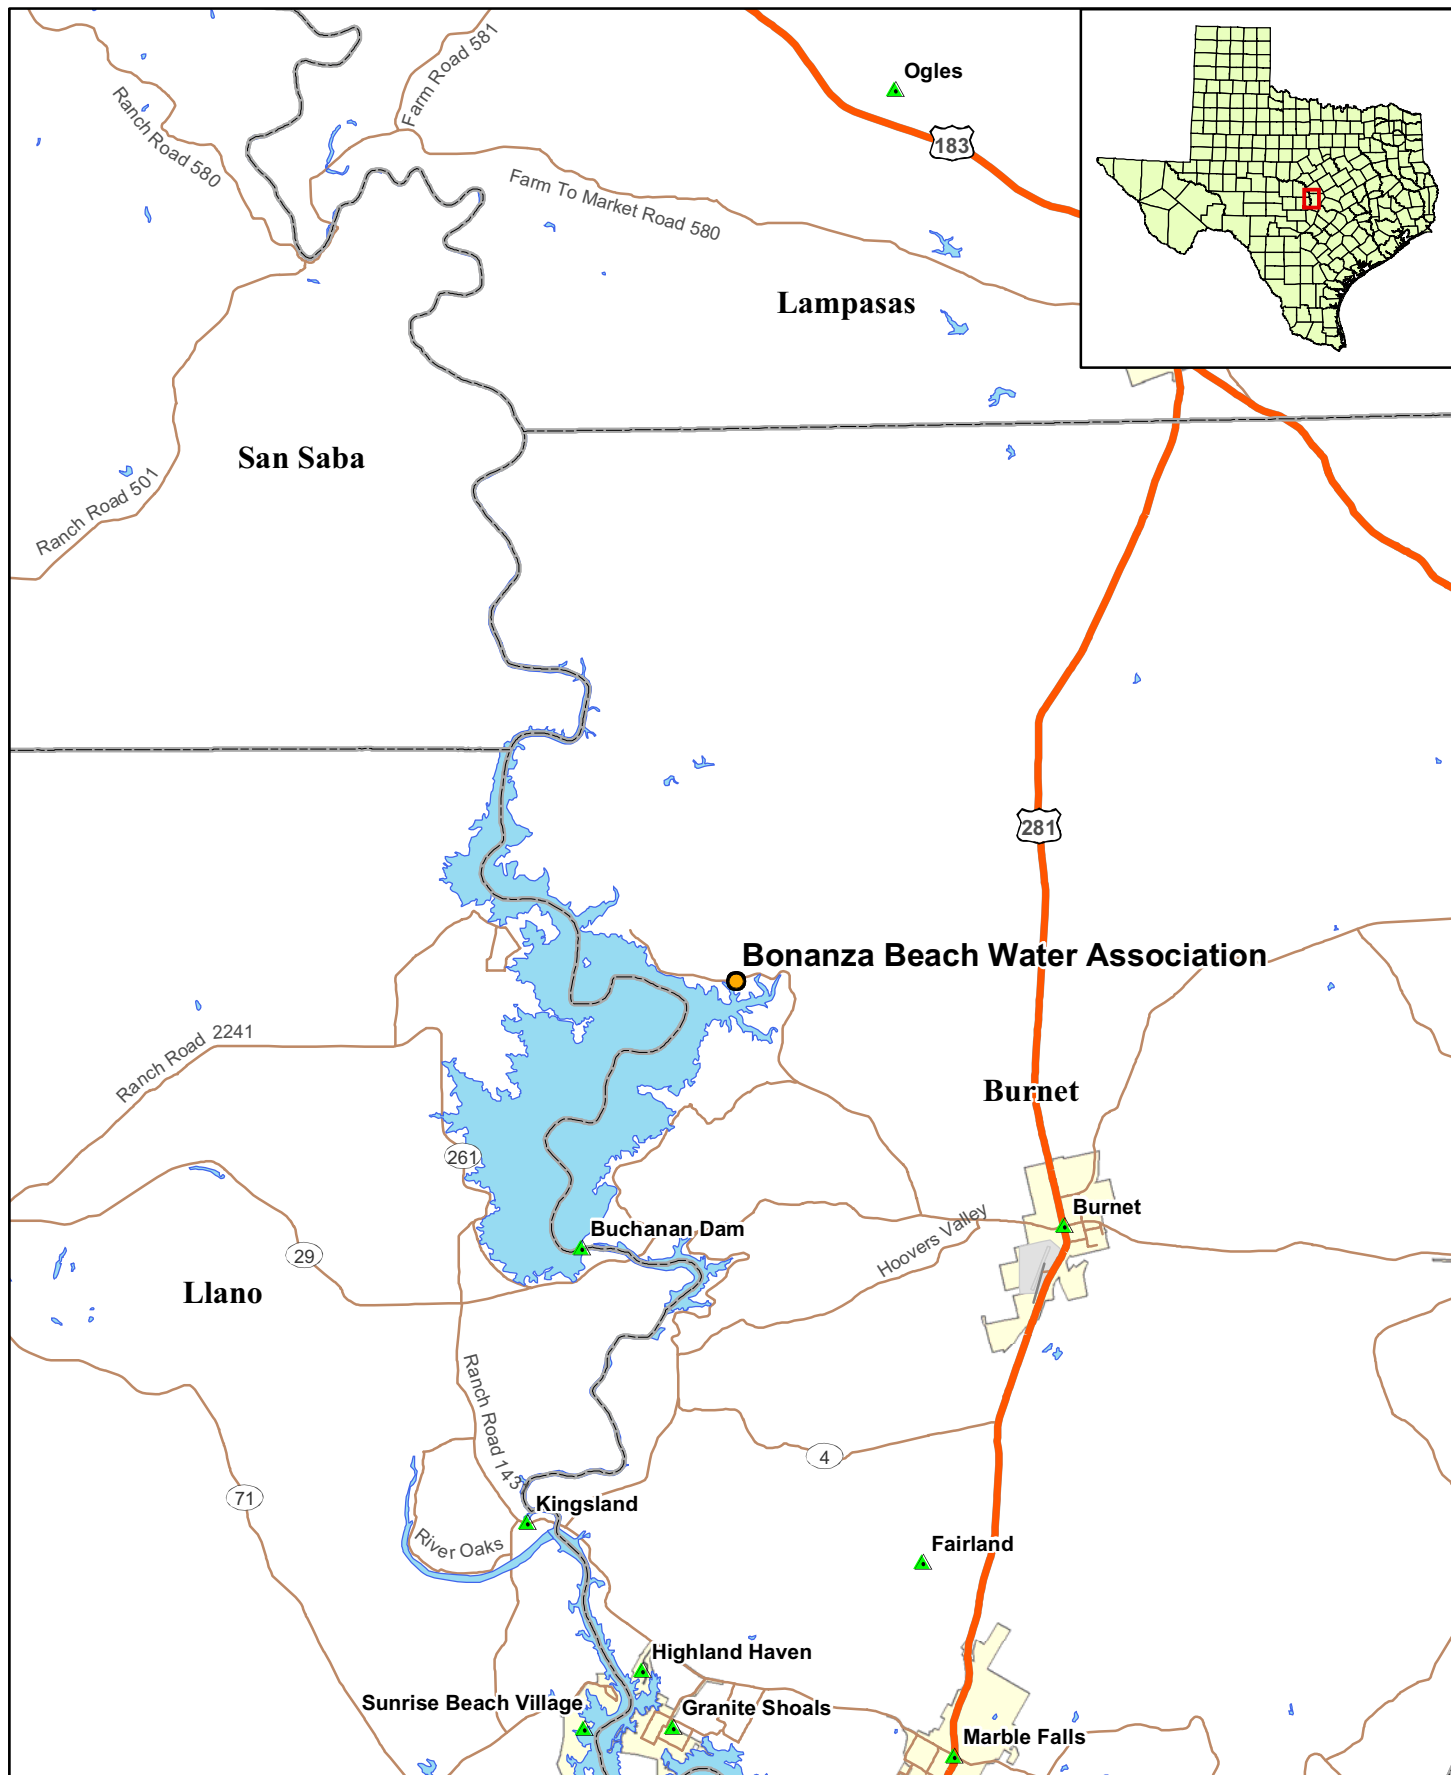 Ogles
Farm Road 581
183
Ranch Road 580
Farm To Market Road 580
Lampasas
San Saba
Ranch Road 501
281
Bonanza Beach Water Association
Ranch Road 2241
Burnet
261
Burnet
Hoovers Valley
Buchanan Dam
29
Llano
Ranch Road 143
4
71
Kingsland
River Oaks
Fairland
Highland Haven
Sunrise Beach Village
Granite Shoals
Marble Falls